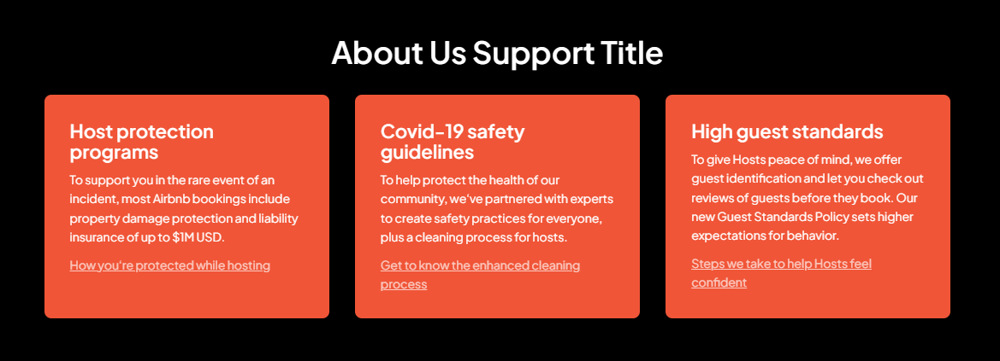 About Us Support Title
Host protection
programs
To support you in the rare event of an
incident, most Airbnb bookings include
property damage protection and liability
insurance of up to $1M USD.
How you're protected while hosting
Covid-19 safety
guidelines
To help protect the health of our
community, we've partnered with experts
to create safety practices for everyone,
plus a cleaning process for hosts.
Get to know the enhanced cleaning
process
High guest standards
To give Hosts peace of mind, we offer
guest identification and let you check out
reviews of guests before they book. Our
new Guest Standards Policy sets higher
expectations for behavior.
Steps we take to help Hosts feel
confident